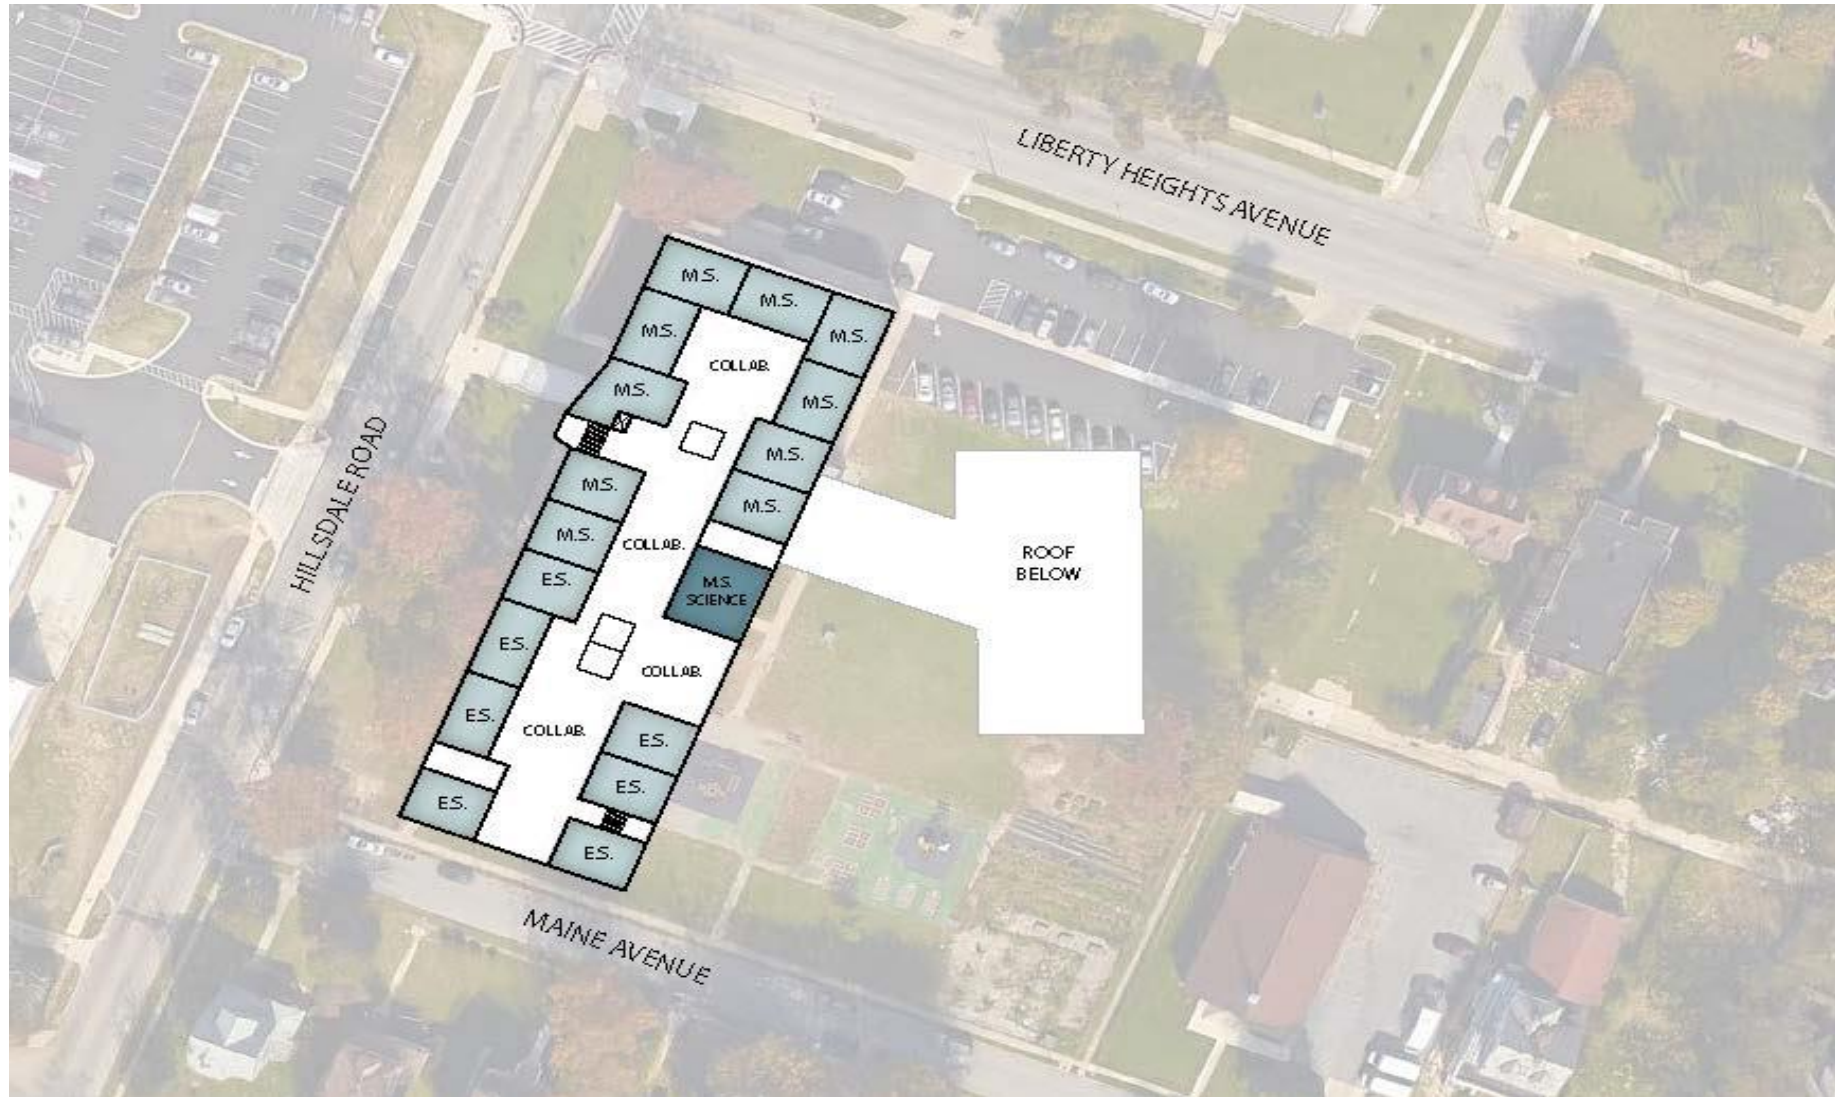 LIBERTY HEIGHTS AVENUE
HILLSDALE ROAD
M.S.
M.S.
M.S.
M.S.
COLLAB.
M.S.
M.S.
M.S.
M.S.
M.S.
M.S.
COLLAB.
M.S.
E.S.
M.S.
SCIENCE
ROOF
BELOW
E.S.
COLLAB.
E.S.
COLLAB.
E.S.
E.S.
E.S.
E.S.
MAINE AVENUE